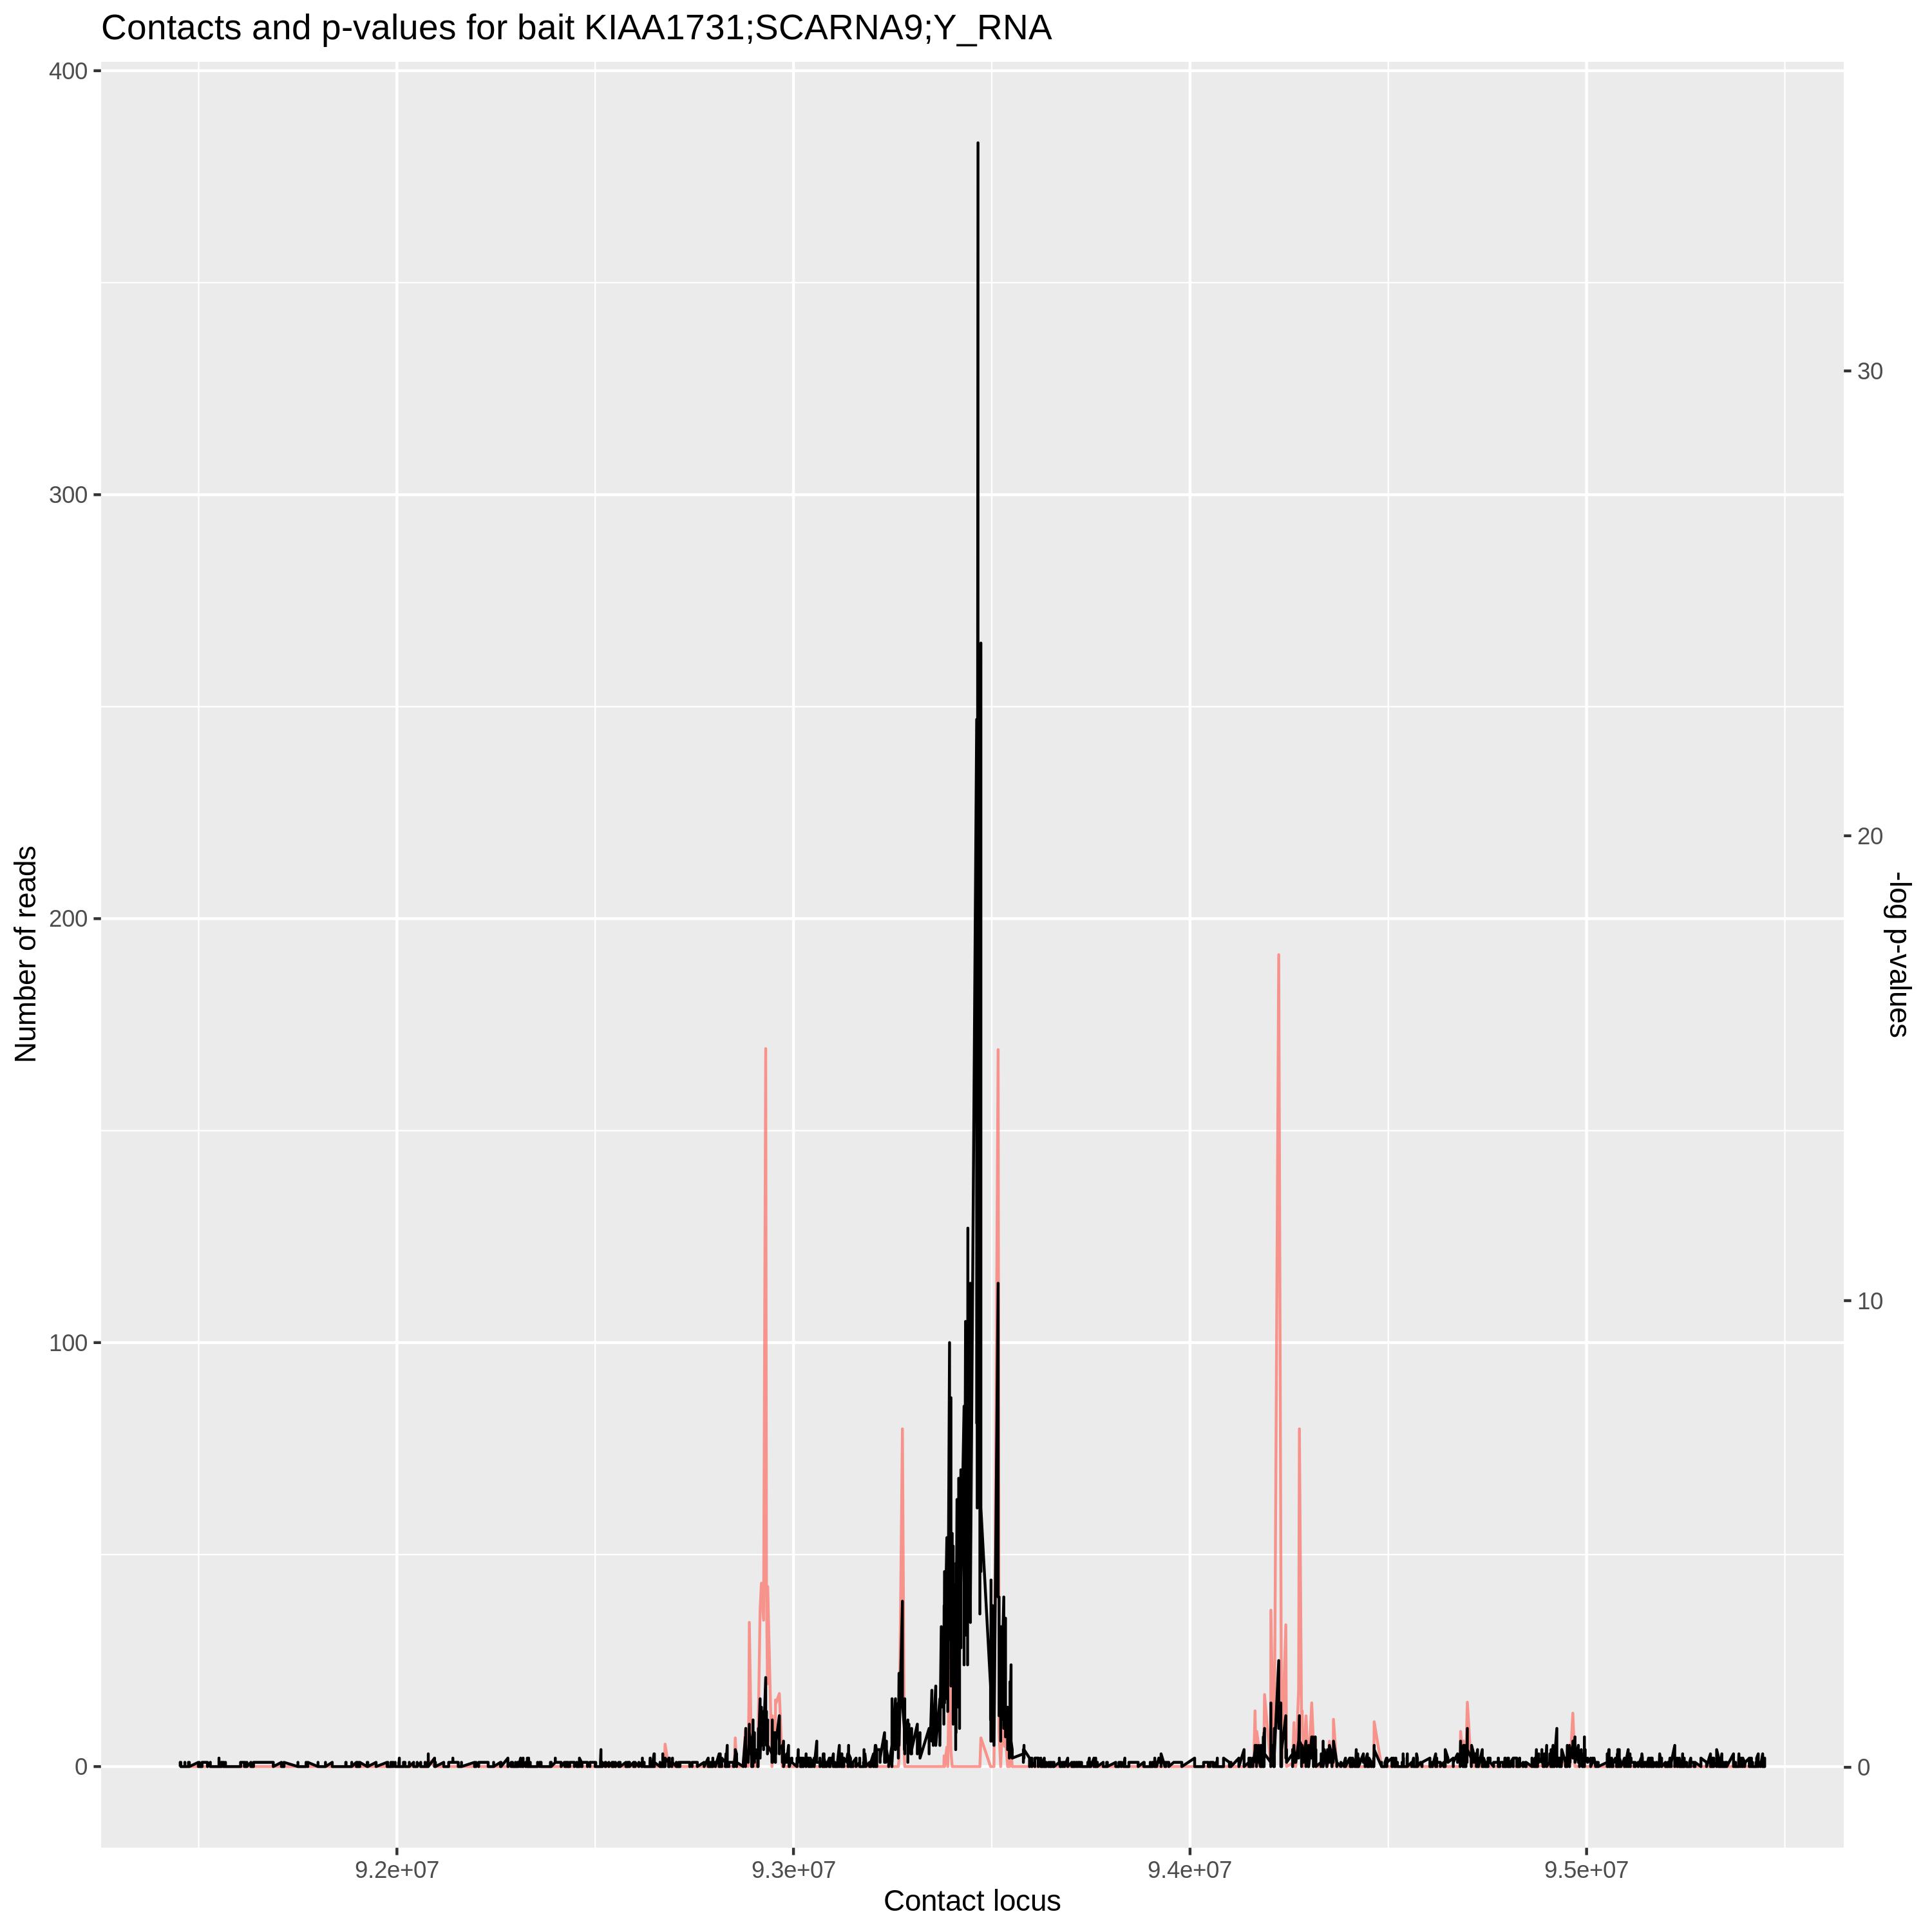 Contacts and p-values for bait KIAA1731;SCARNA9;Y_RNA
400
300
200
100
0
Number of reads
30
20
10
0
-log p-values
9.2e+07 9.3e+07 9.4e+07 9.5e+07
Contact locus